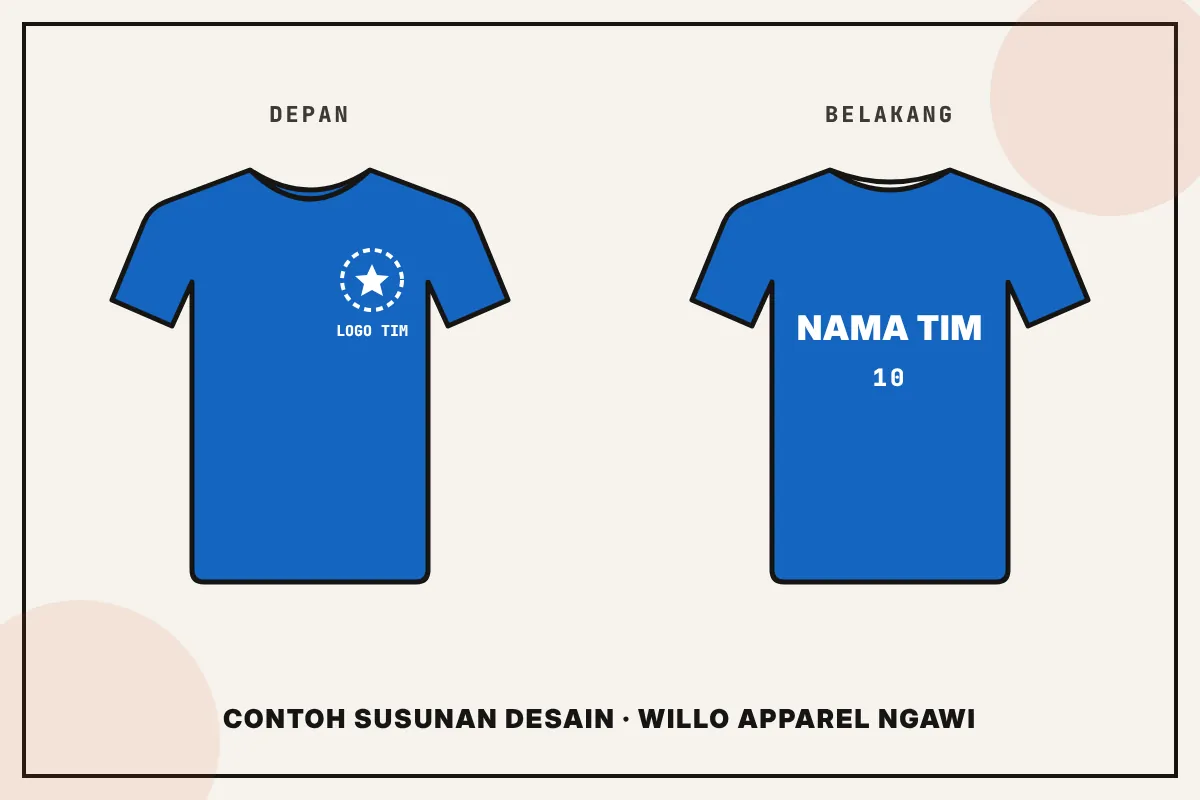 DEPAN
BELAKANG
LOGO TIM
NAMA TIM
10
CONTOH SUSUNAN DESAIN · WILLO APPAREL NGAWI